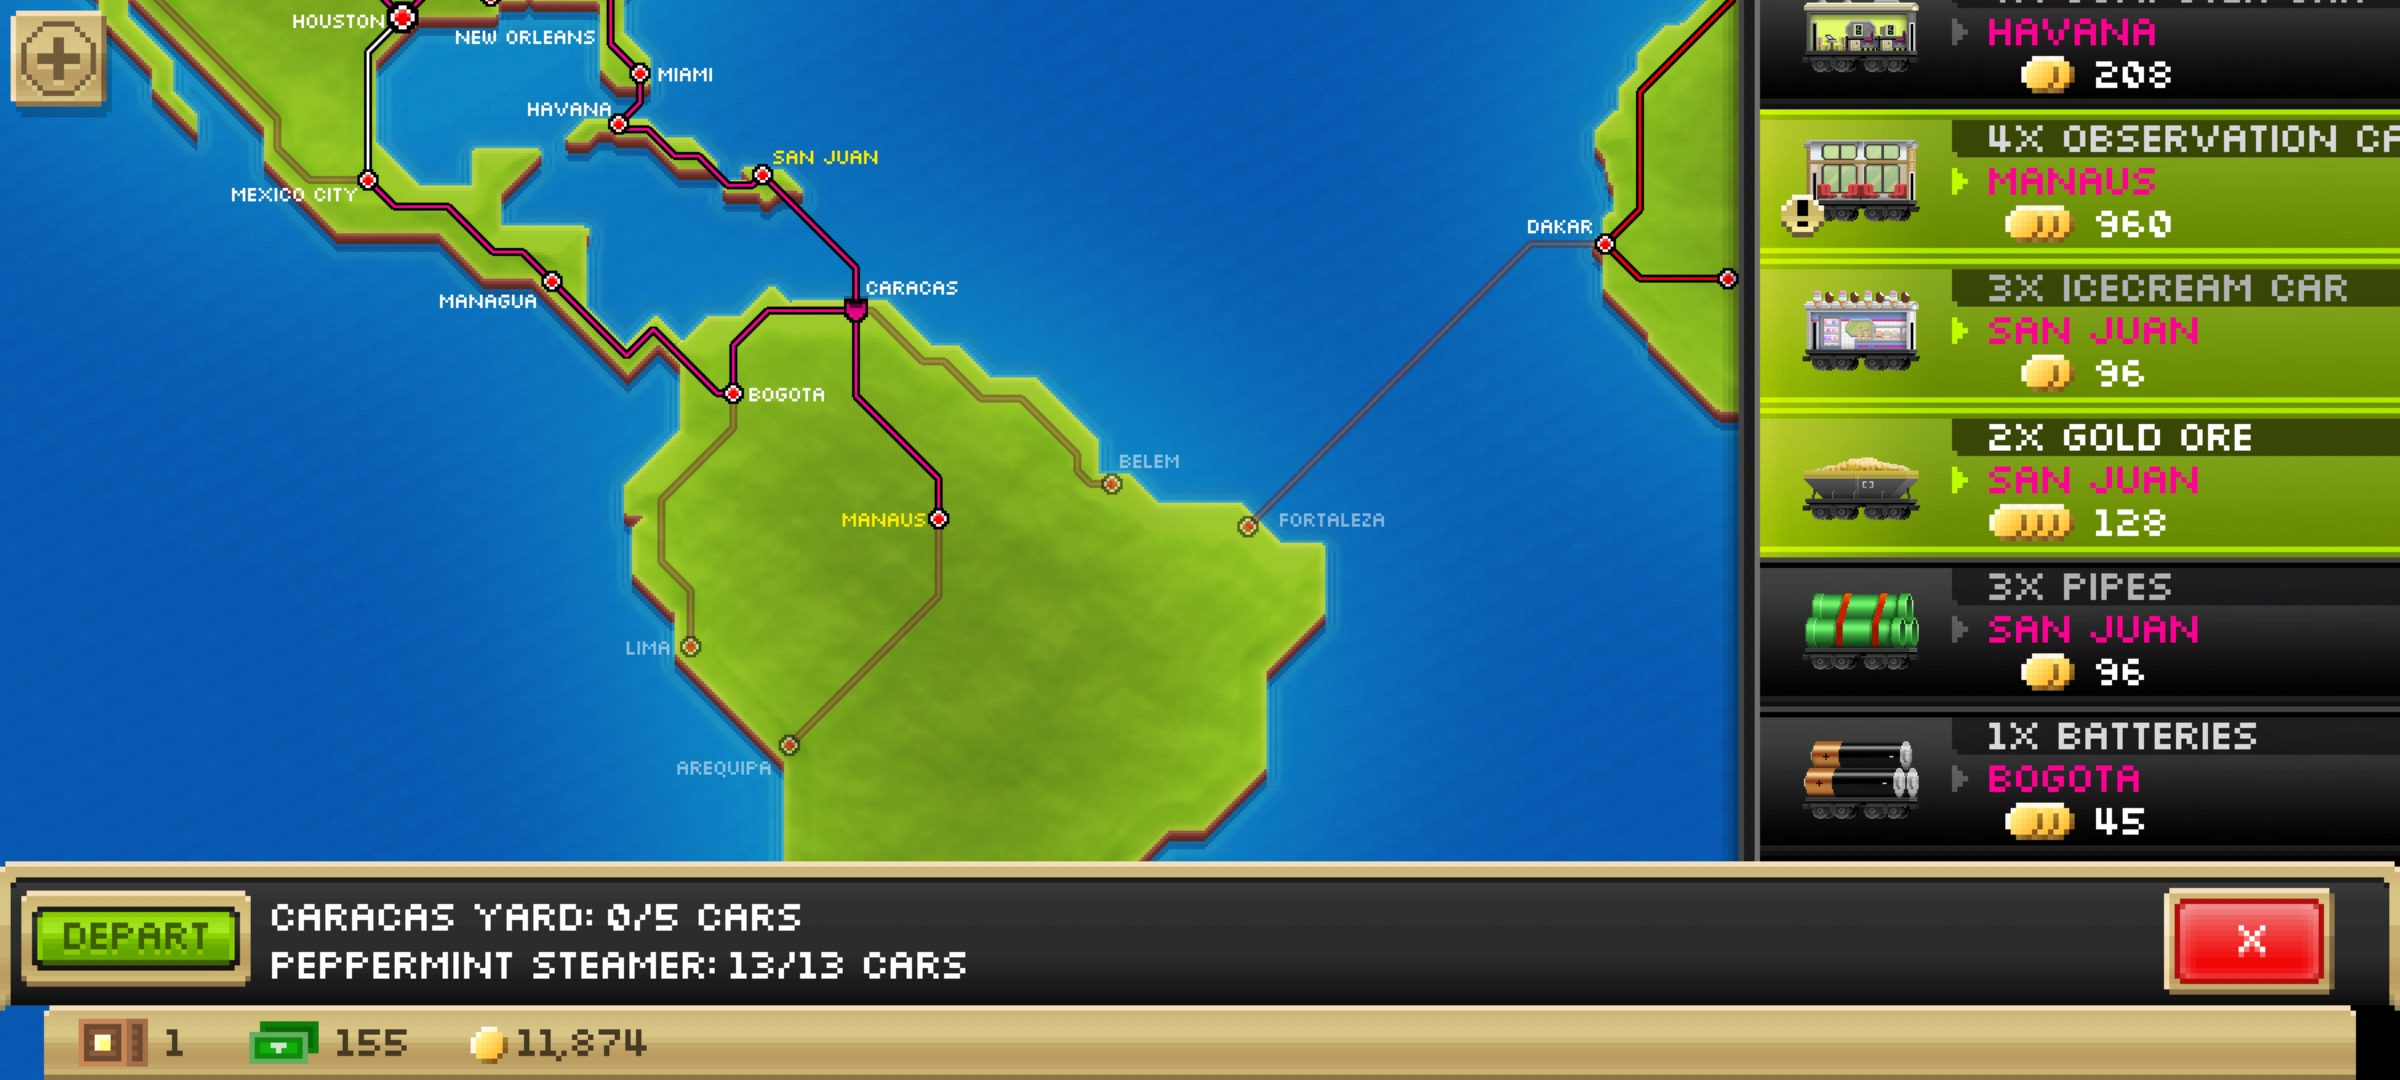 HOUSTON
NEW ORLEANS
MIAMI
HAVANA
SAN JUAN
MEXICO CITY
MANAGUA
CARACAS
BOGOTA
DAKAR
BELEM
MANAUS
FORTALEZA
LIMA
AREQUIPA
HAVANA
208
4X OBSERVATION CA
MANAUS
960
3X ICECREAM CAR
SAN JUAN
96
2X GOLD ORE
SAN JUAN
128
3X PIPES
SAN JUAN
96
1X BATTERIES
BOGOTA
45
DEPART
CARACAS YARD: 0/5 CARS
PEPPERMINT STEAMER: 13/13 CARS
X
1
155
11,874